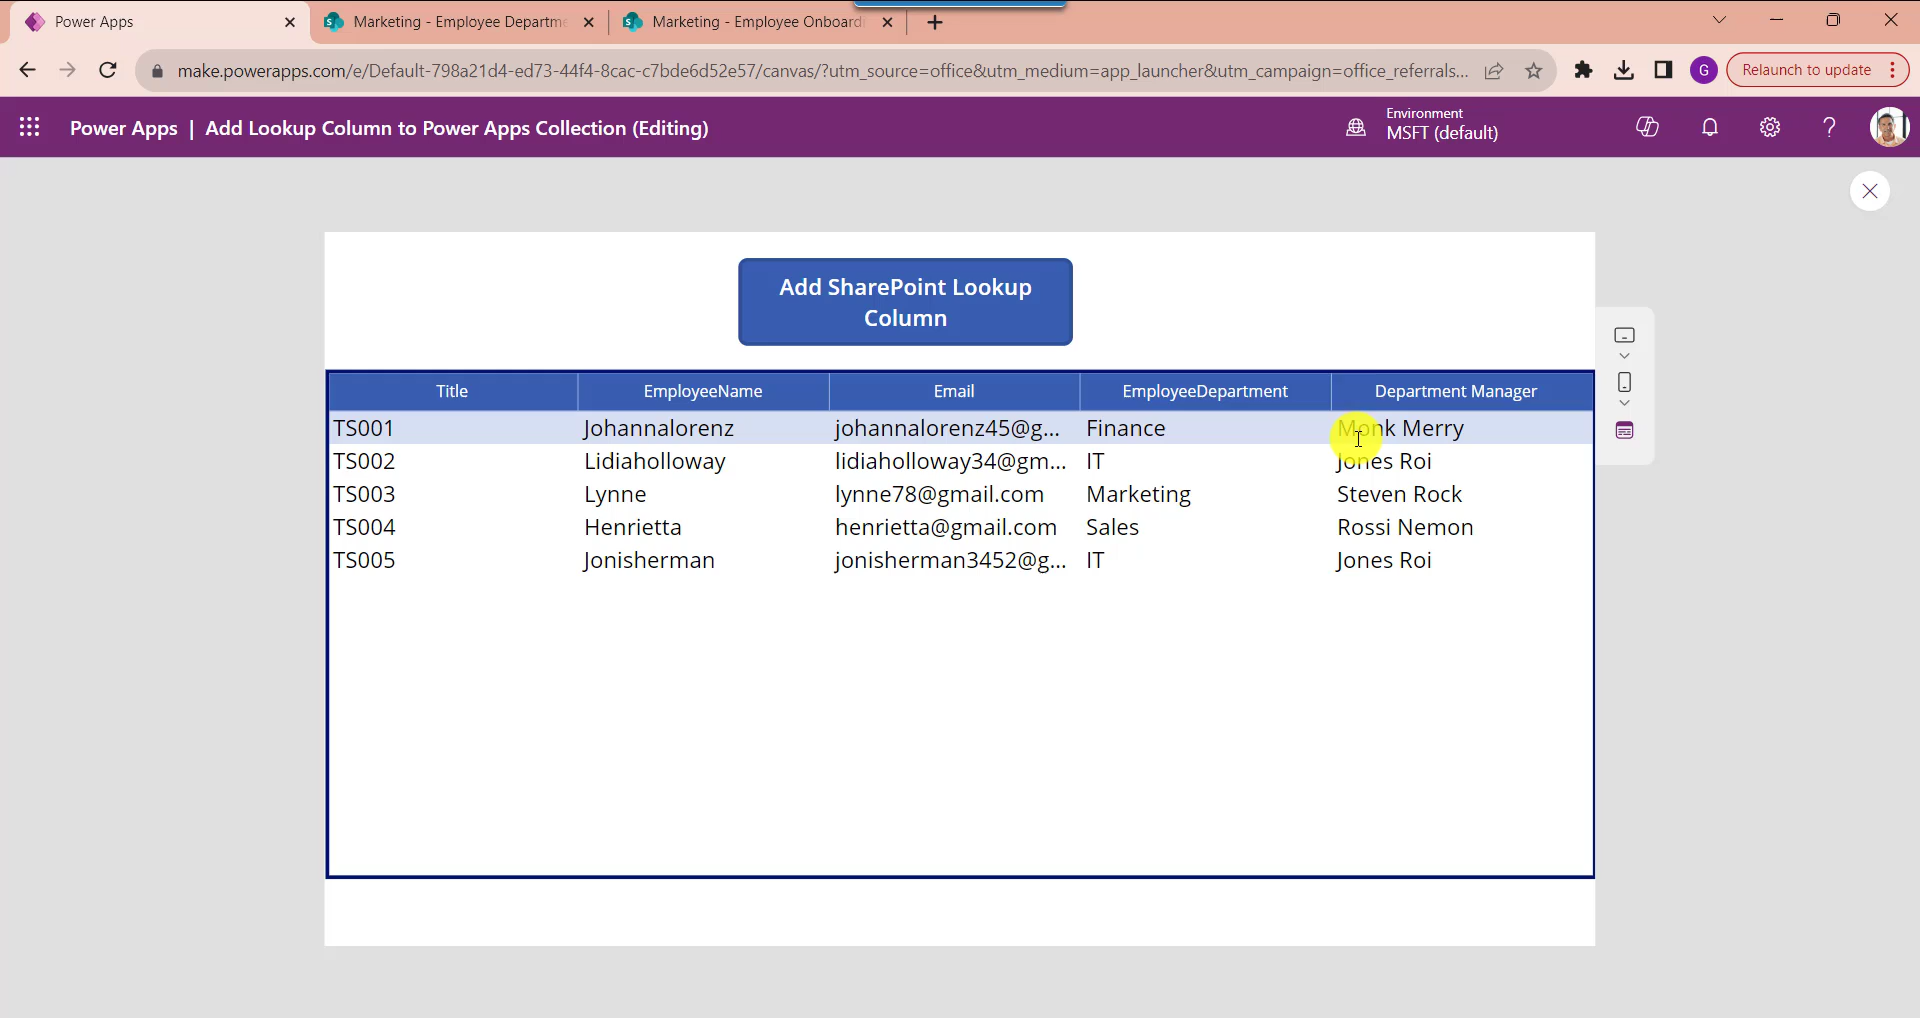 Power Apps
Marketing - Employee Departme
Marketing - Employee Onboardi
make.powerapps.com/e/Default-798a21d4-ed73-44f4-8cac-c7bde6d52e57/canvas/?utm_source=office&utm_medium=app_launcher&utm_campaign=office_referrals...
G
Relaunch to update
Power Apps | Add Lookup Column to Power Apps Collection (Editing)
Environment
MSFT (default)
Add SharePoint Lookup
Column
Title EmployeeName Email EmployeeDepartment Department Manager
TS001 Johannalorenz johannalorenz45@g... Finance Monk Merry
TS002 Lidiaholloway lidiaholloway34@gm... IT Jones Roi
TS003 Lynne lynne78@gmail.com Marketing Steven Rock
TS004 Henrietta henrietta@gmail.com Sales Rossi Nemon
TS005 Jonisherman jonisherman3452@g... IT Jones Roi